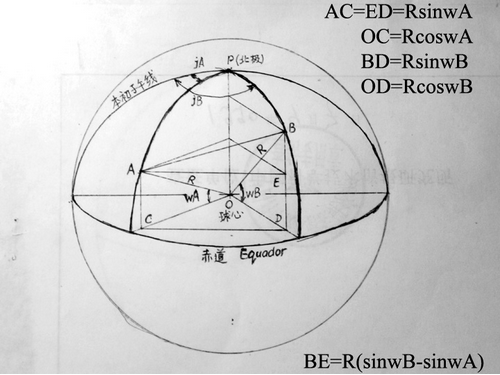 AC=ED=RsinwA
OC=RcoswA
BD=RsinwB
OD=RcoswB
jA
P(北极)
本初子午线
jB
B
R
A
R
E
wA
wB
O
C
球心
D
赤道 Equador
BE=R(sinwB-sinwA)